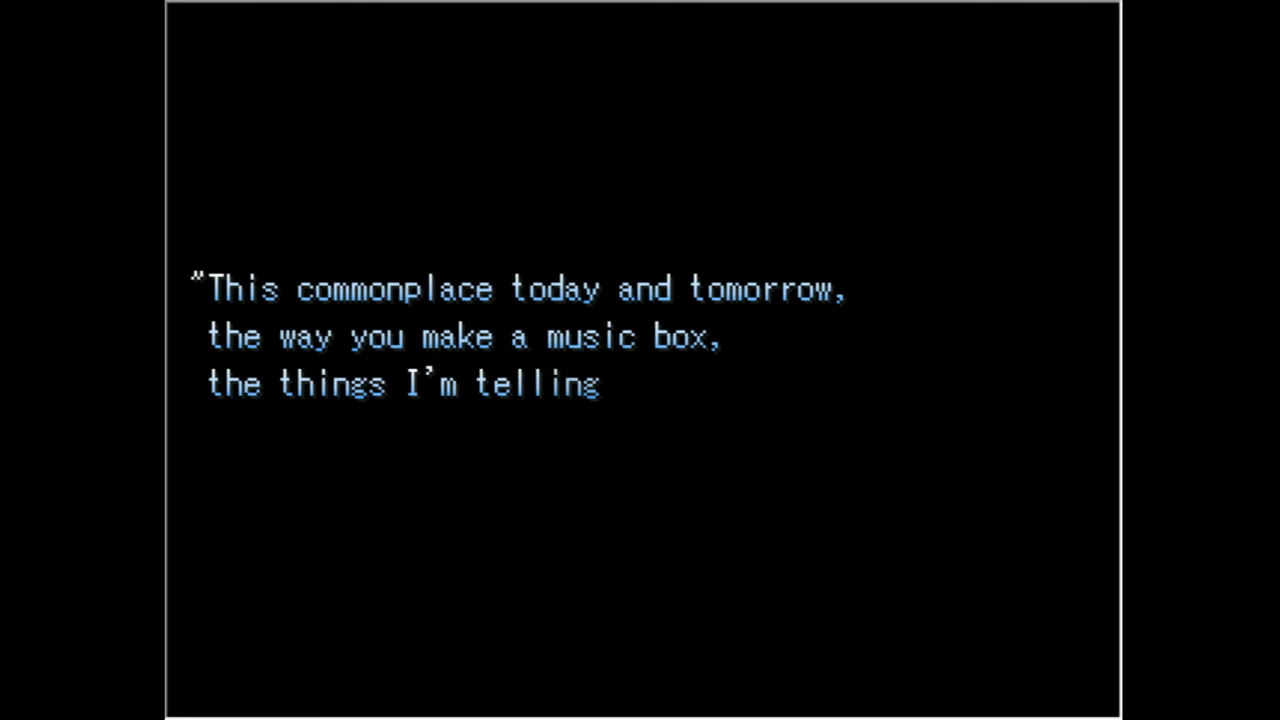 "This commonplace today and tomorrow,
the way you make a music box,
the things I'm telling